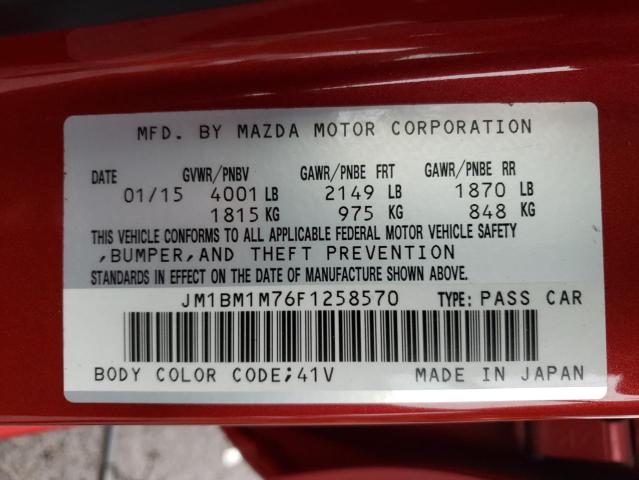 MFD. BY MAZDA MOTOR CORPORATION
DATE GVWR/PNBV GAWR/PNBE FRT GAWR/PNBE RR
01/15 4001 LB 2149 LB 1870 LB
1815 KG 975 KG 848 KG
THIS VEHICLE CONFORMS TO ALL APPLICABLE FEDERAL MOTOR VEHICLE SAFETY
,BUMPER,AND THEFT PREVENTION
STANDARDS IN EFFECT ON THE DATE OF MANUFACTURE SHOWN ABOVE.
JM1BM1M76F1258570 TYPE: PASS CAR
BODY COLOR CODE;41V MADE IN JAPAN